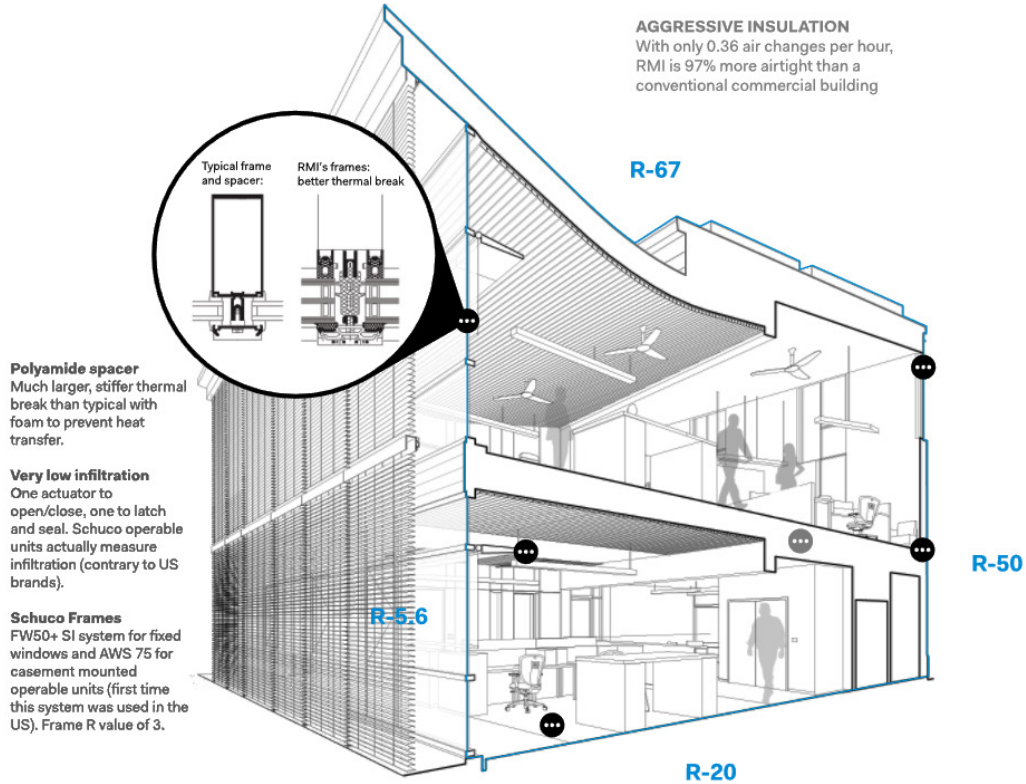 AGGRESSIVE INSULATION
With only 0.36 air changes per hour,
RMI is 97% more airtight than a
conventional commercial building
R-67
Typical frame
and spacer:
RMI's frames:
better thermal break
Polyamide spacer
Much larger, stiffer thermal
break than typical with
foam to prevent heat
transfer.
Very low infiltration
One actuator to
open/close, one to latch
and seal. Schuco operable
units actually measure
infiltration (contrary to US
brands).
Schuco Frames
FW50+ SI system for fixed
windows and AWS 75 for
casement mounted
operable units (first time
this system was used in the
US). Frame R value of 3.
R-5.6
R-50
R-20